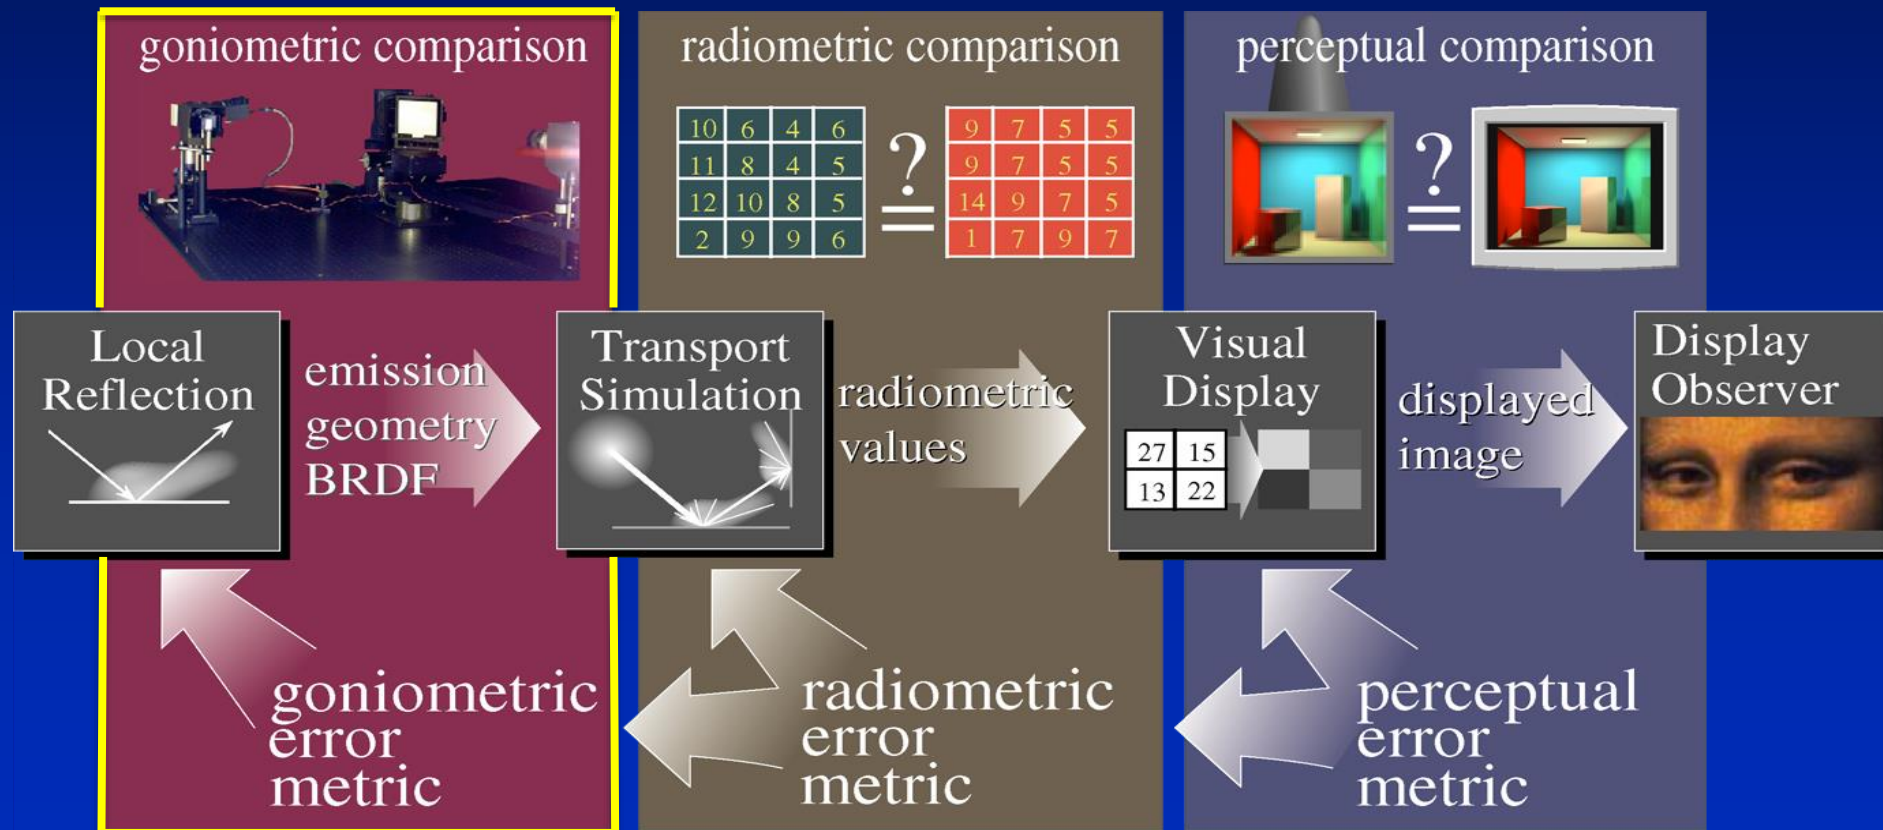 goniometric comparison
radiometric comparison
perceptual comparison
10 6 4 6
11 8 4 5
12 10 8 5
2 9 9 6
?
=
9 7 5 5
9 7 5 5
14 9 7 5
1 7 9 7
?
=
Local
Reflection
emission
geometry
BRDF
Transport
Simulation
radiometric
values
Visual
Display
27 15
13 22
displayed
image
Display
Observer
goniometric
error
metric
radiometric
error
metric
perceptual
error
metric